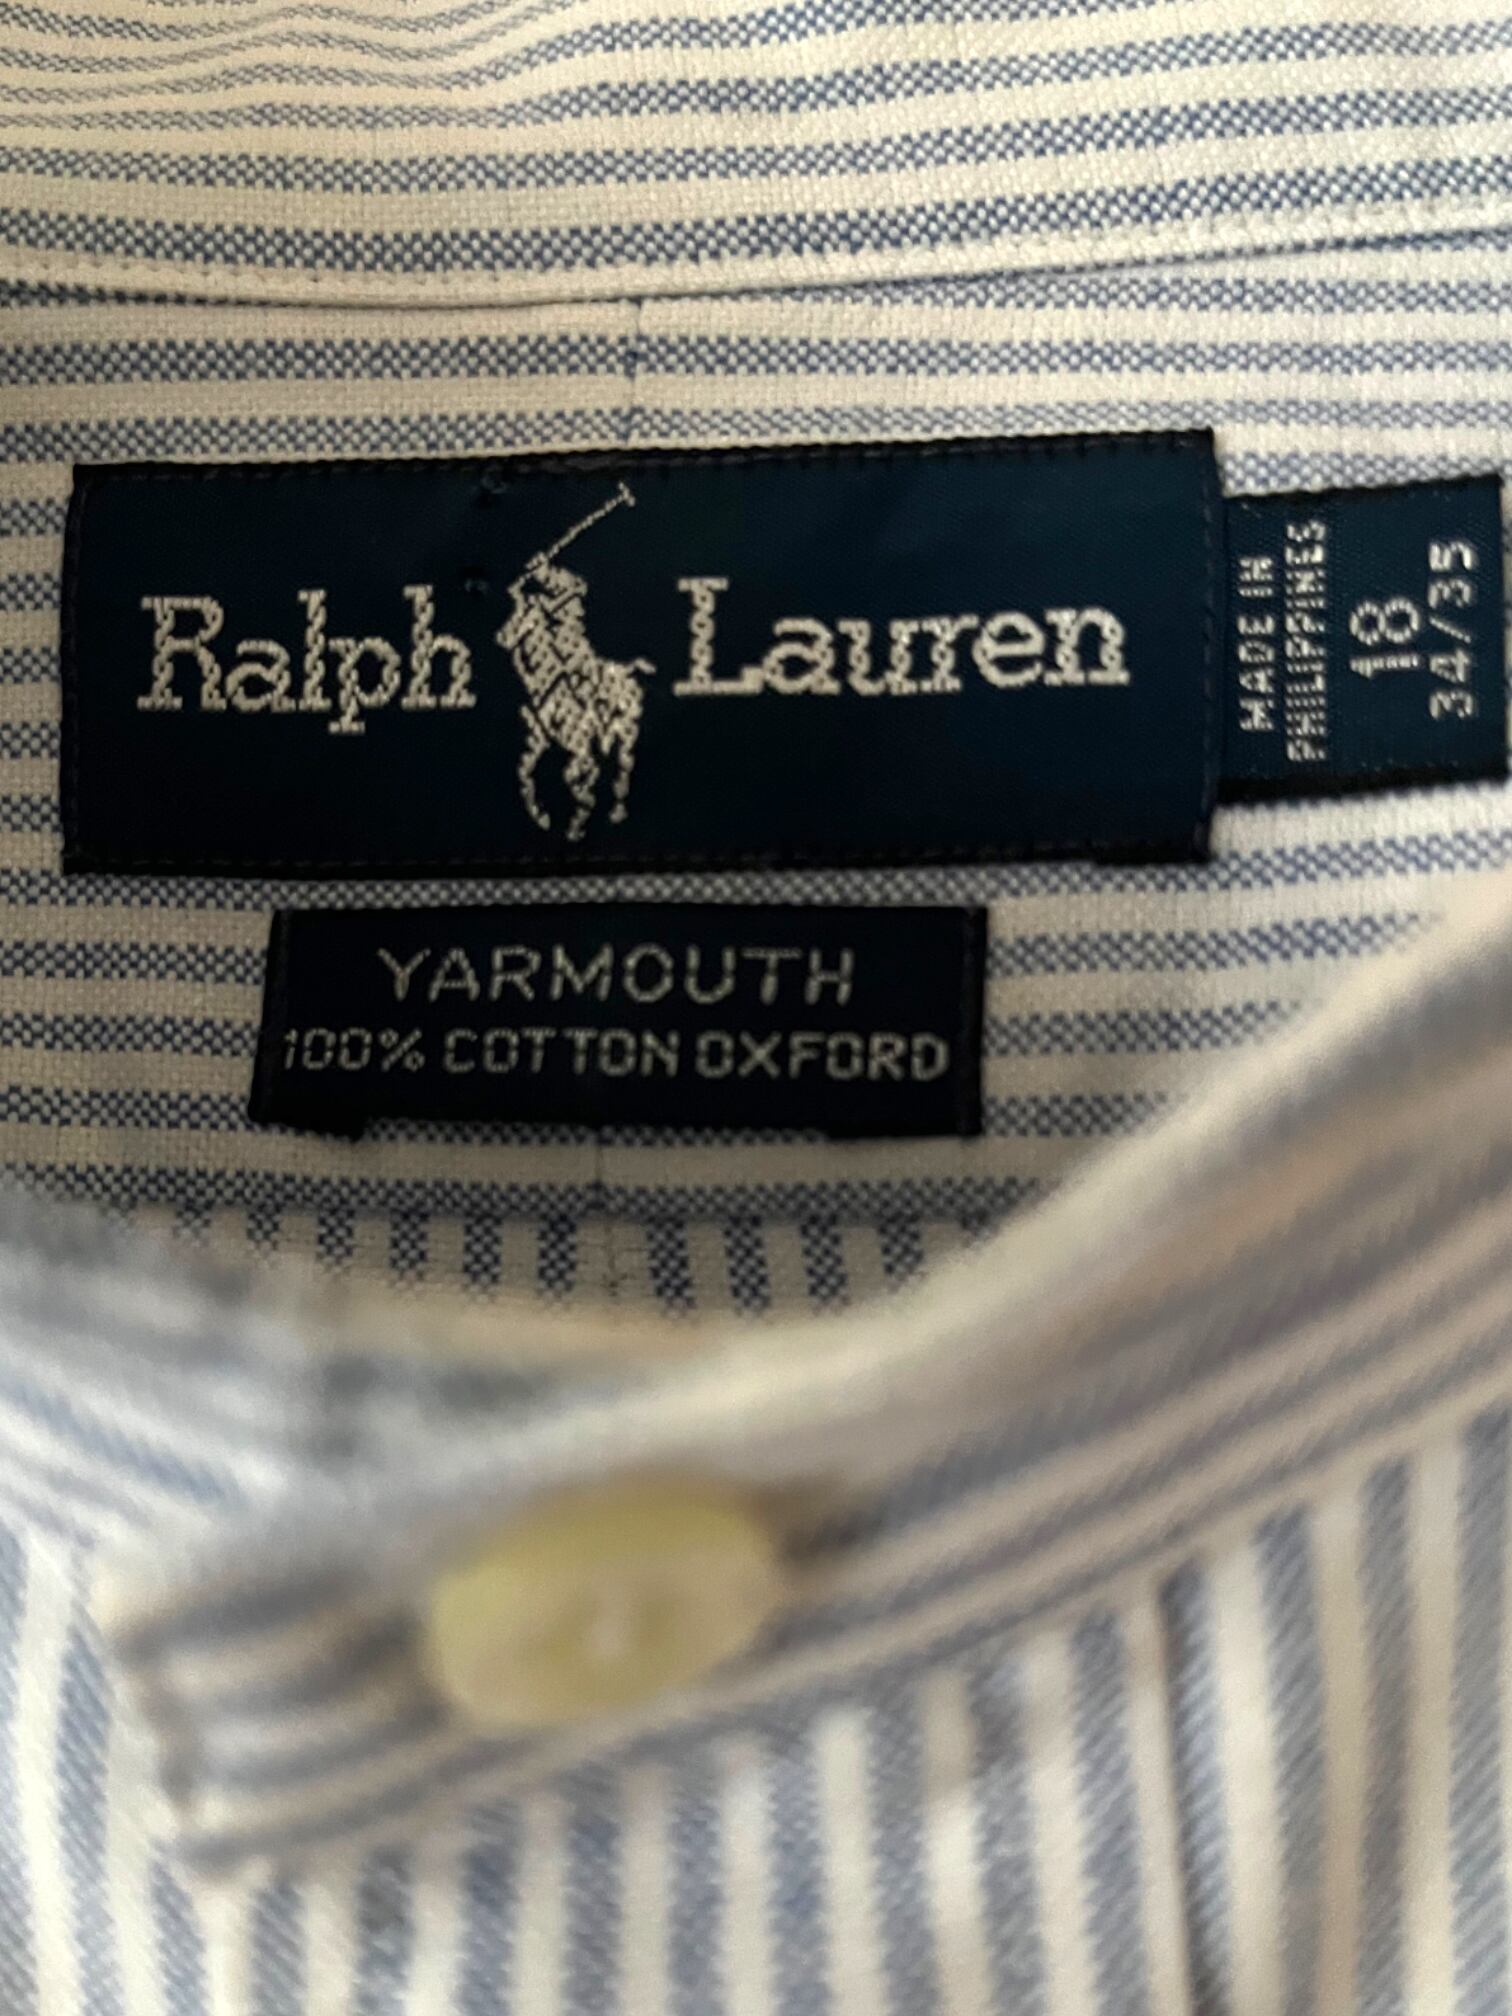 Ralph Lauren
MADE IN
PHILIPPINES
18
34/35
YARMOUTH
100% COTTON OXFORD